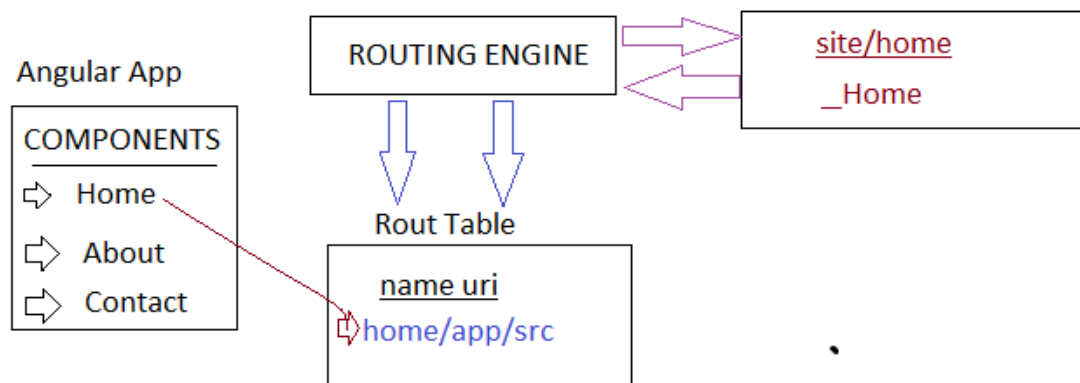 Angular App
COMPONENTS
Home
About
Contact
ROUTING ENGINE
site/home
_Home
Rout Table
name uri
home/app/src